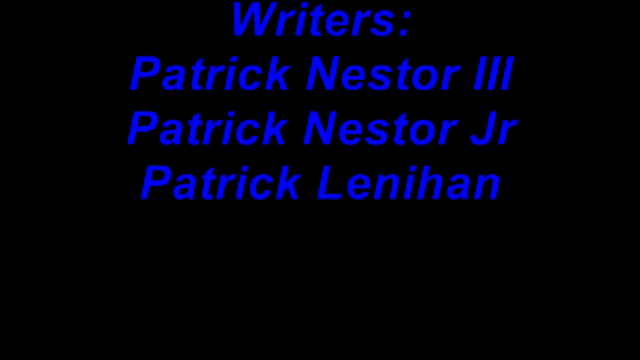 Writers:
Patrick Nestor III
Patrick Nestor Jr
Patrick Lenihan